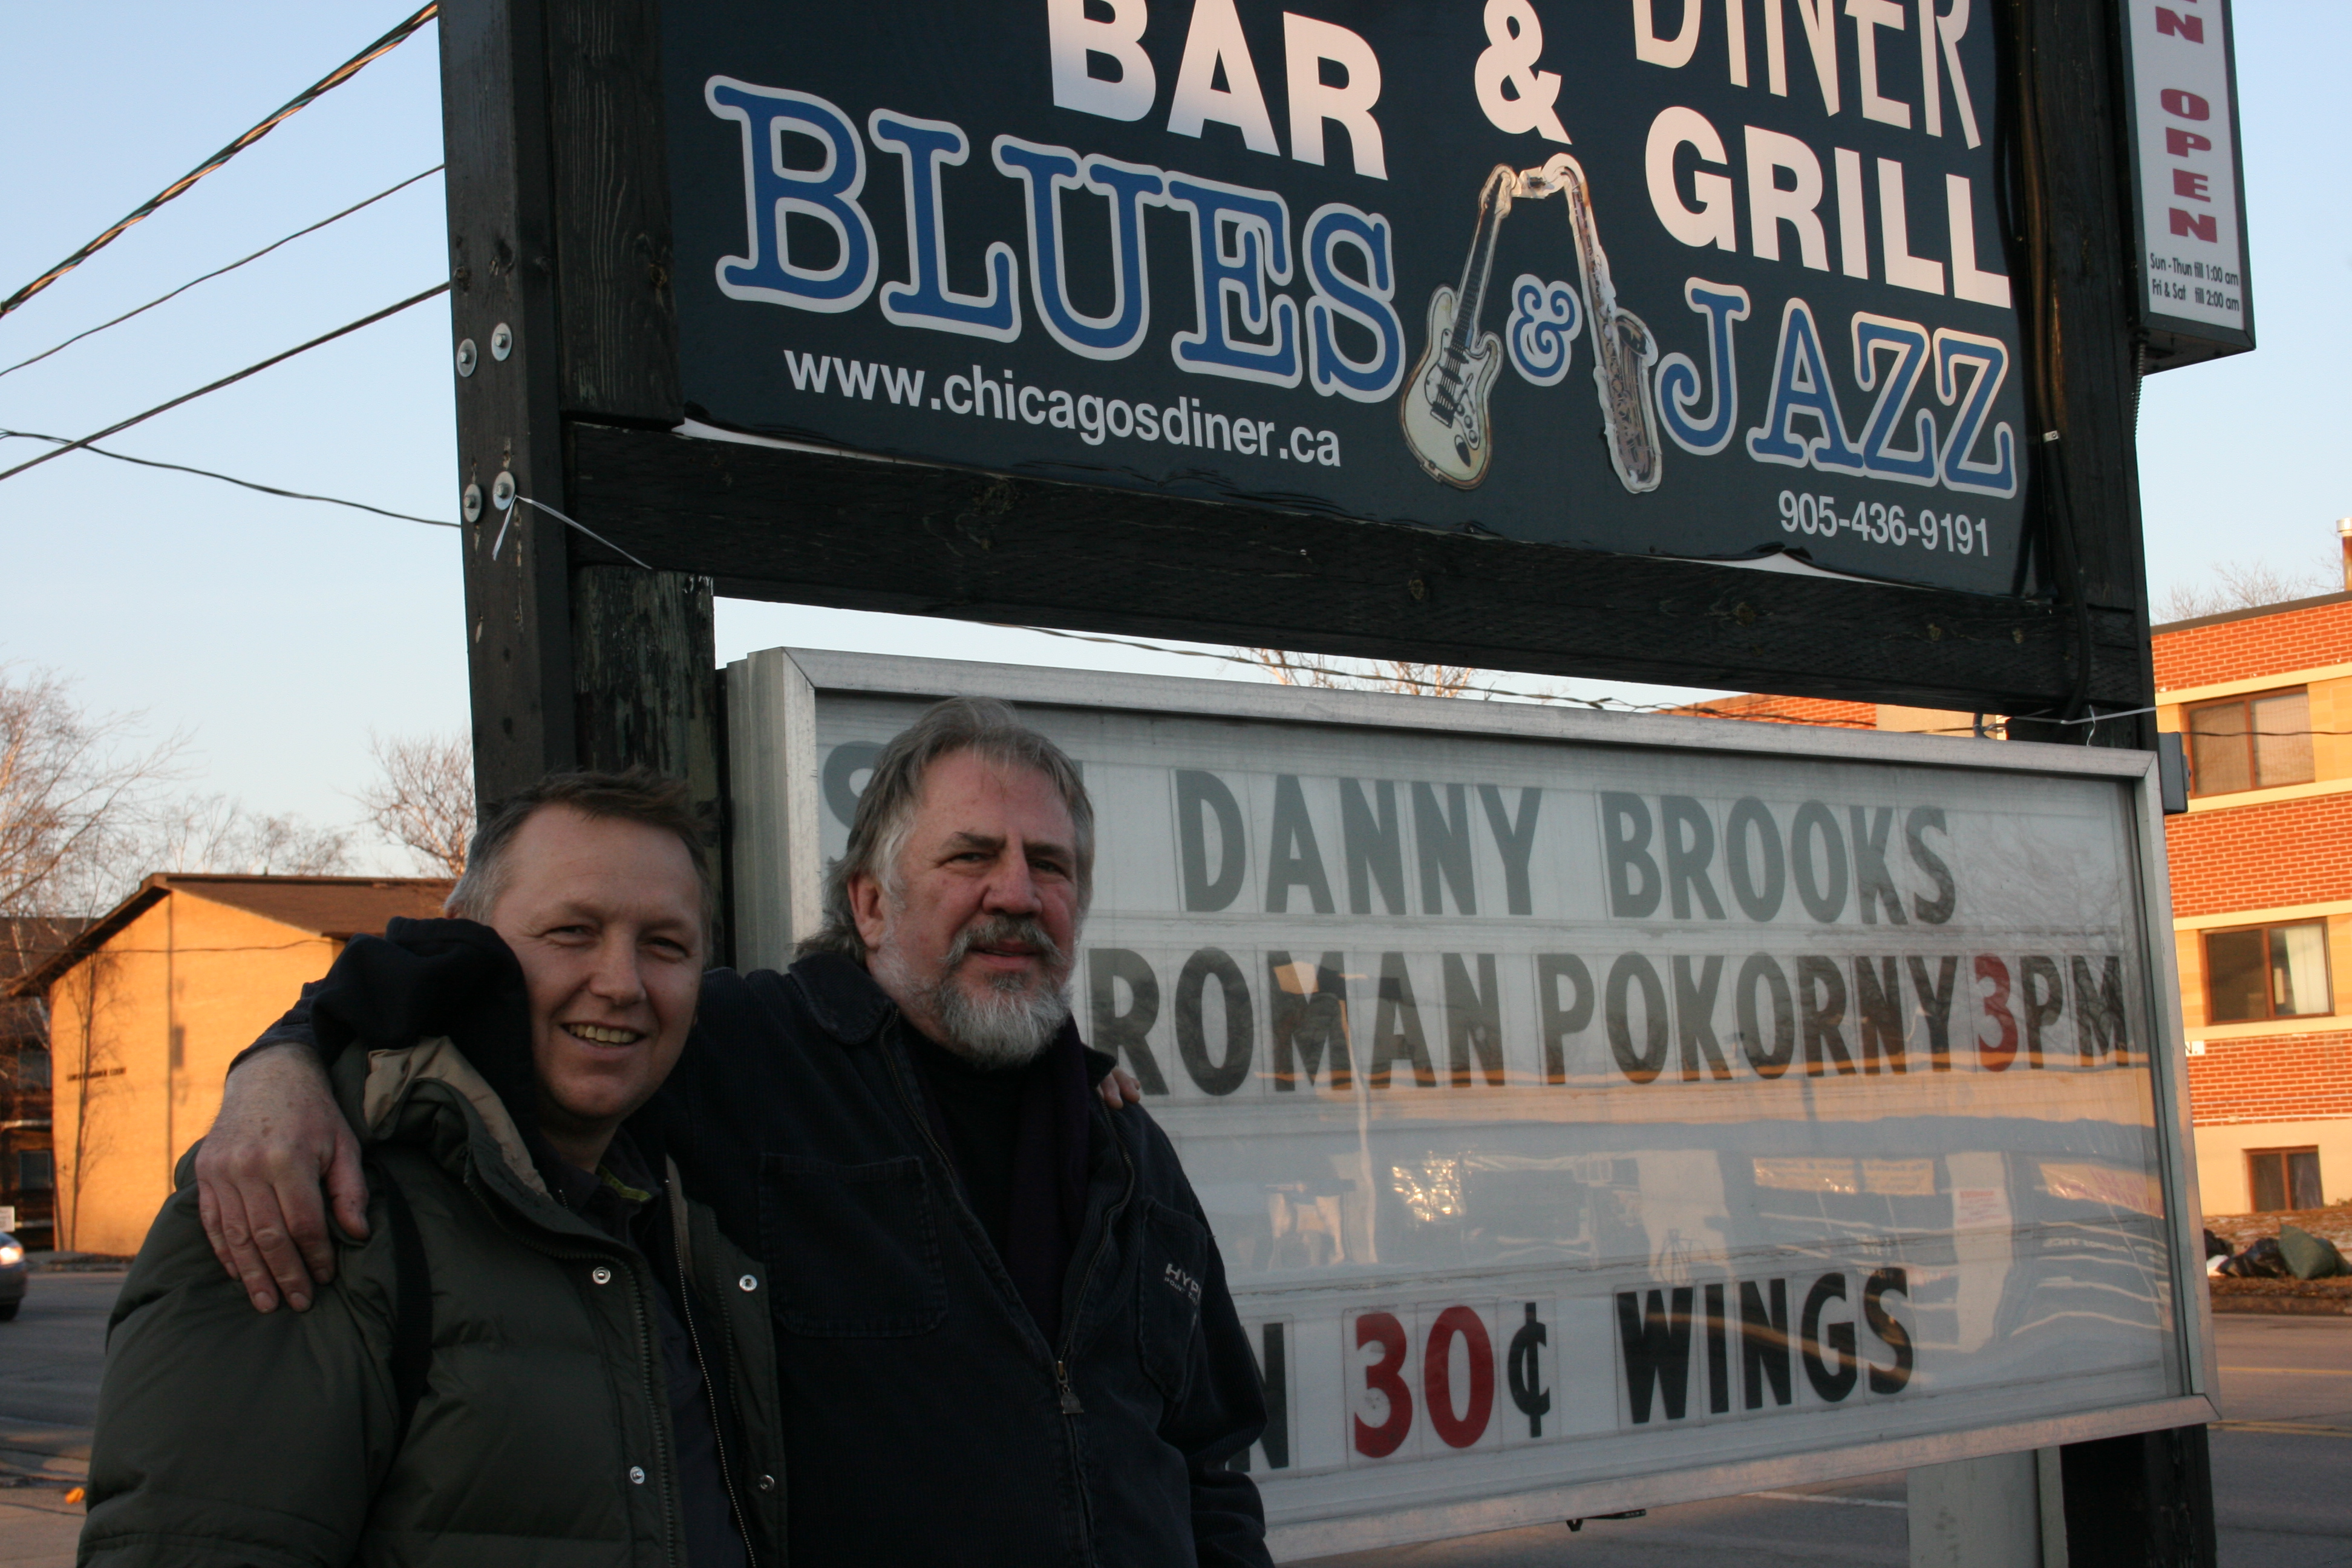 DINER
BAR & GRILL
BLUES & JAZZ
www.chicagosdiner.ca
905-436-9191
OPEN
Sun - Thun till 1:00 am
Fri & Sat till 2:00 am
DANNY BROOKS
ROMAN POKORNY 3PM
30¢ WINGS